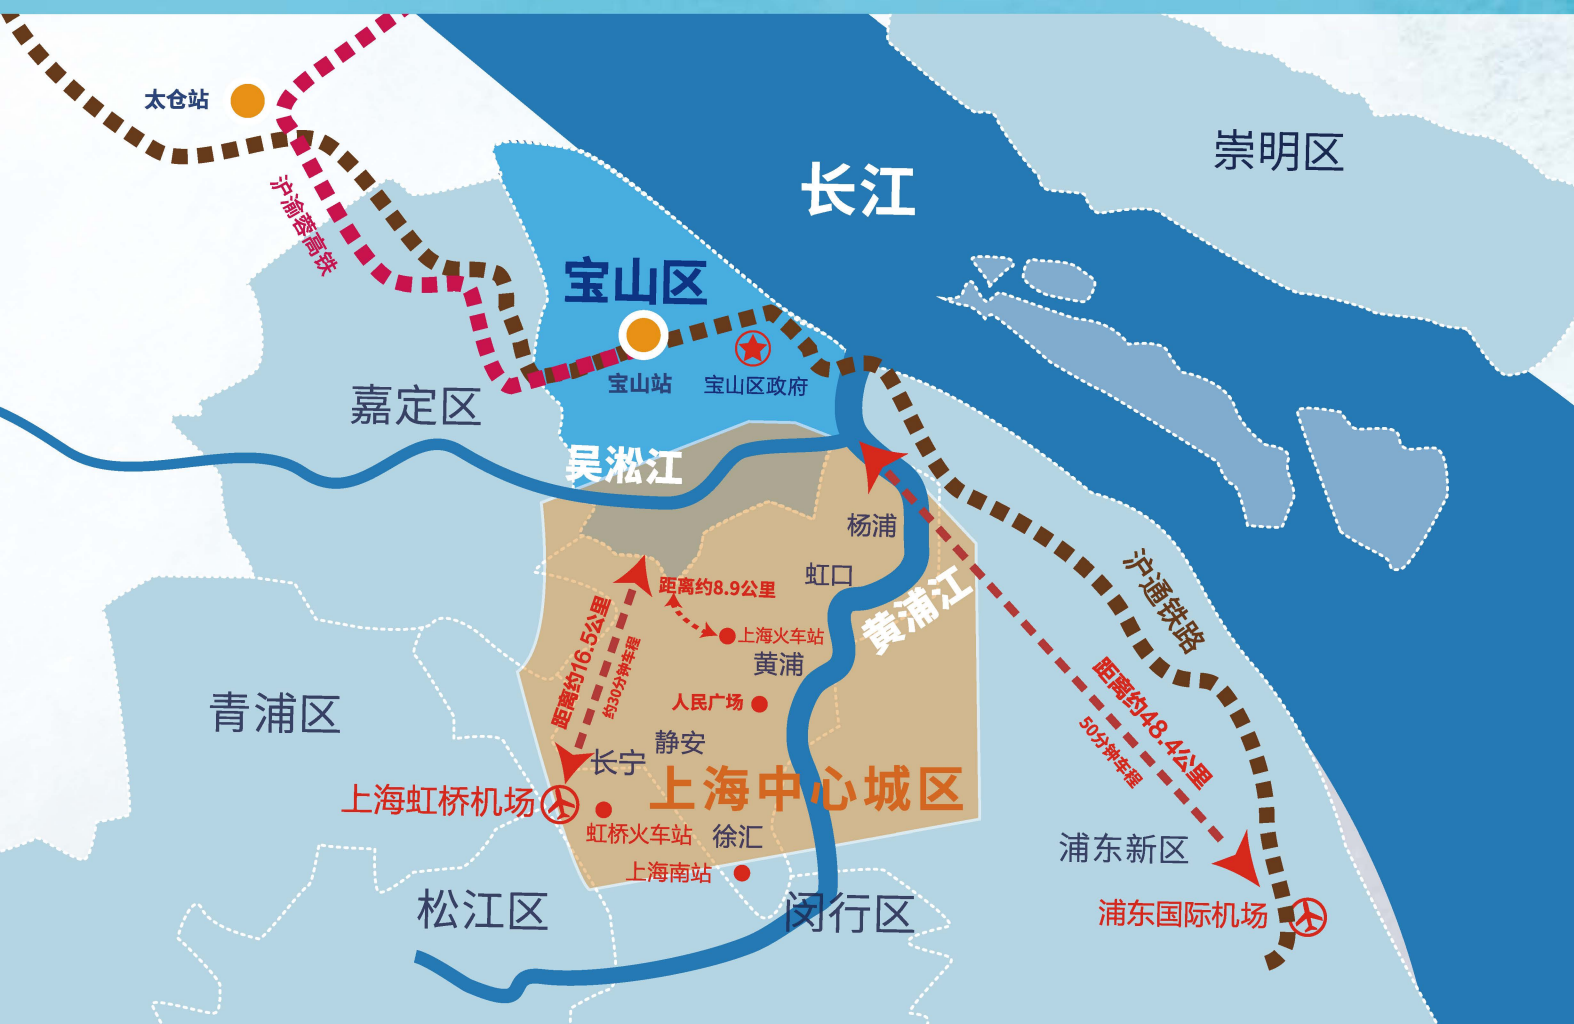 太仓站
崇明区
长江
沪渝蓉高铁
宝山区
宝山站
宝山区政府
嘉定区
吴淞江
杨浦
虹口
黄浦江
沪通铁路
距离约8.9公里
距离约16.5公里
约30分钟车程
上海火车站
黄浦
人民广场
距离约48.4公里
50分钟车程
青浦区
静安
长宁
上海中心城区
上海虹桥机场
虹桥火车站
徐汇
上海南站
浦东新区
松江区
闵行区
浦东国际机场